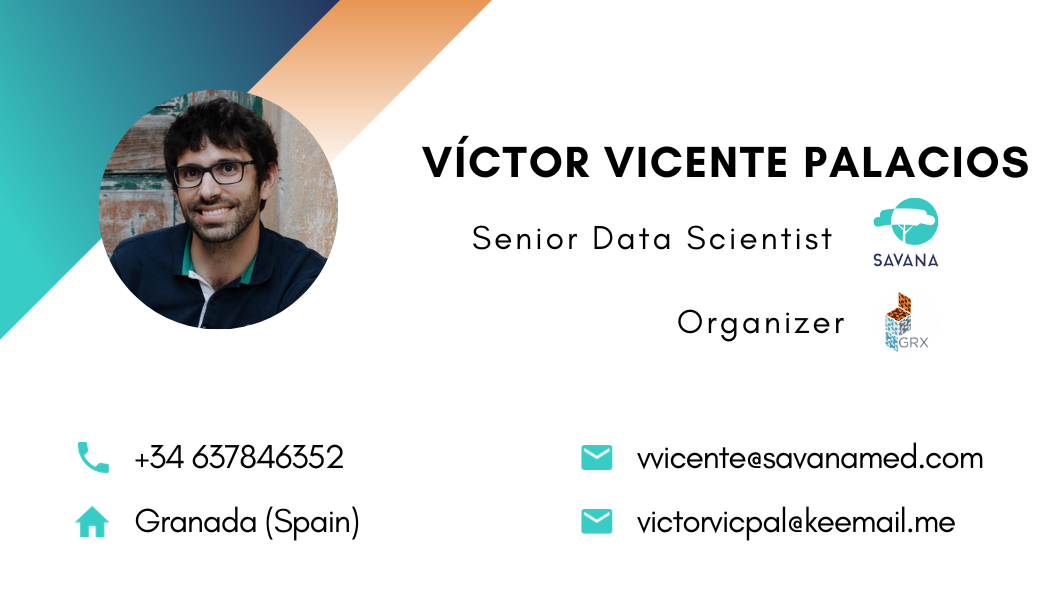 VÍCTOR VICENTE PALACIOS
Senior Data Scientist
SAVANA
Organizer
GRX
+34 637846352
vvicente@savanamed.com
Granada (Spain)
victorvicpal@keemail.me